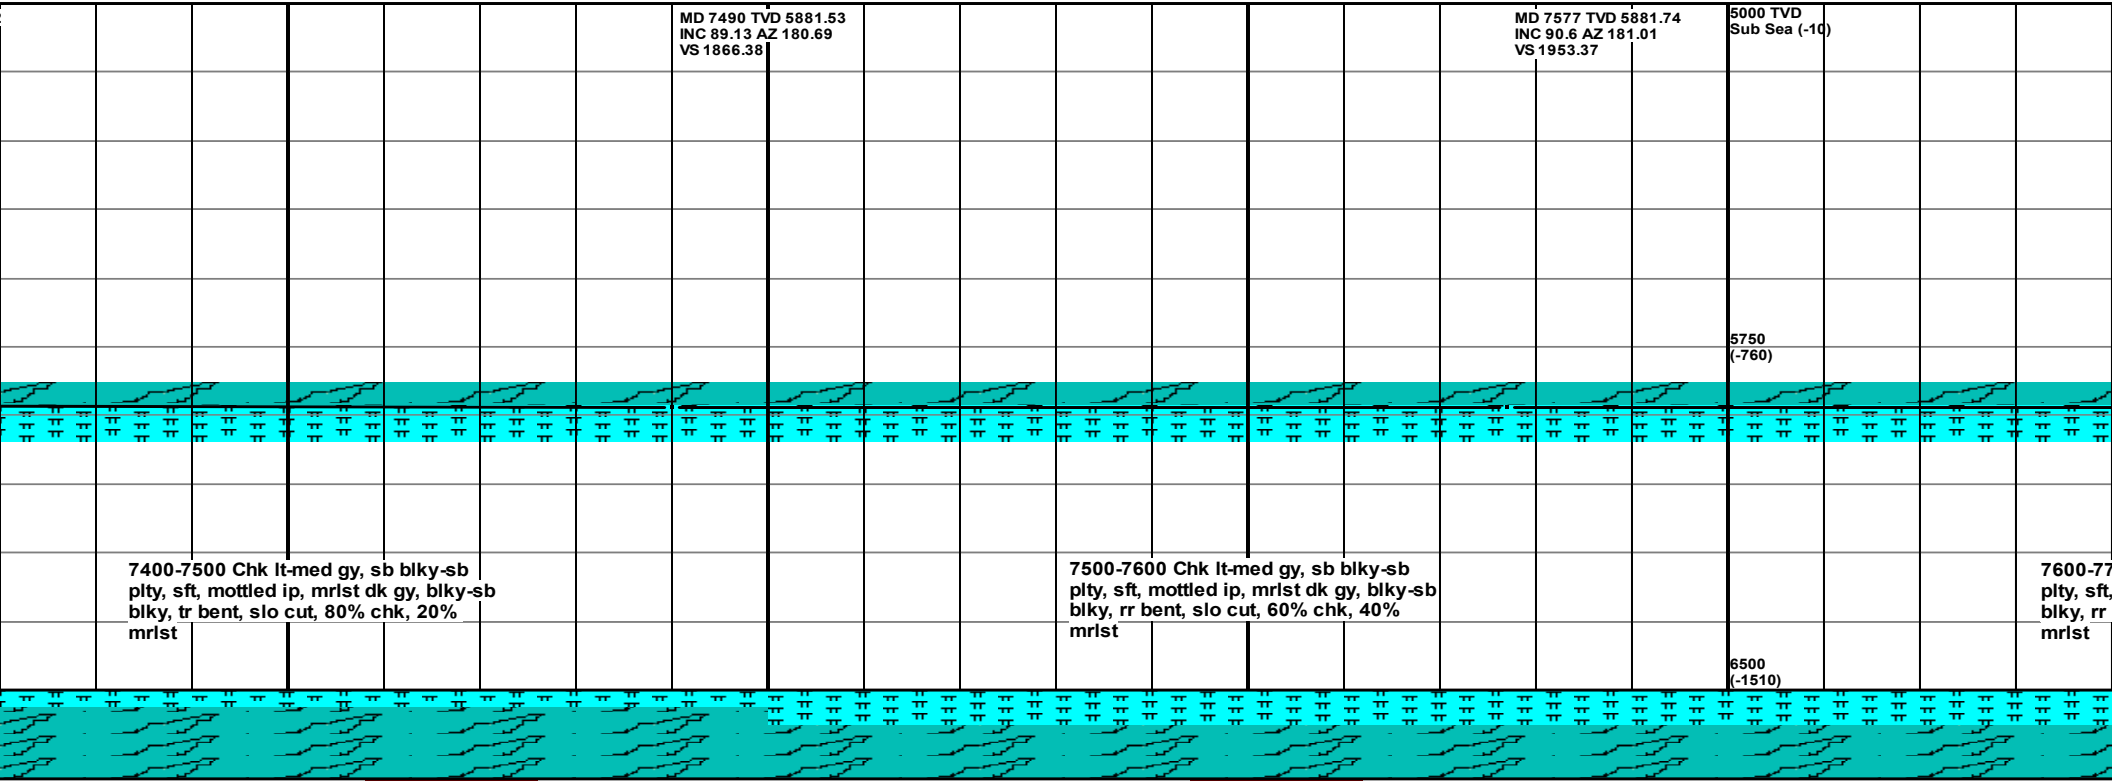 MD 7490 TVD 5881.53
INC 89.13 AZ 180.69
VS 1866.38
MD 7577 TVD 5881.74
INC 90.6 AZ 181.01
VS 1953.37
5000 TVD
Sub Sea (-10)
5750
(-760)
7400-7500 Chk lt-med gy, sb blky-sb
plty, sft, mottled ip, mrlst dk gy, blky-sb
blky, tr bent, slo cut, 80% chk, 20%
mrlst
7500-7600 Chk lt-med gy, sb blky-sb
plty, sft, mottled ip, mrlst dk gy, blky-sb
blky, rr bent, slo cut, 60% chk, 40%
mrlst
7600-77
plty, sft,
blky, rr
mrlst
6500
(-1510)